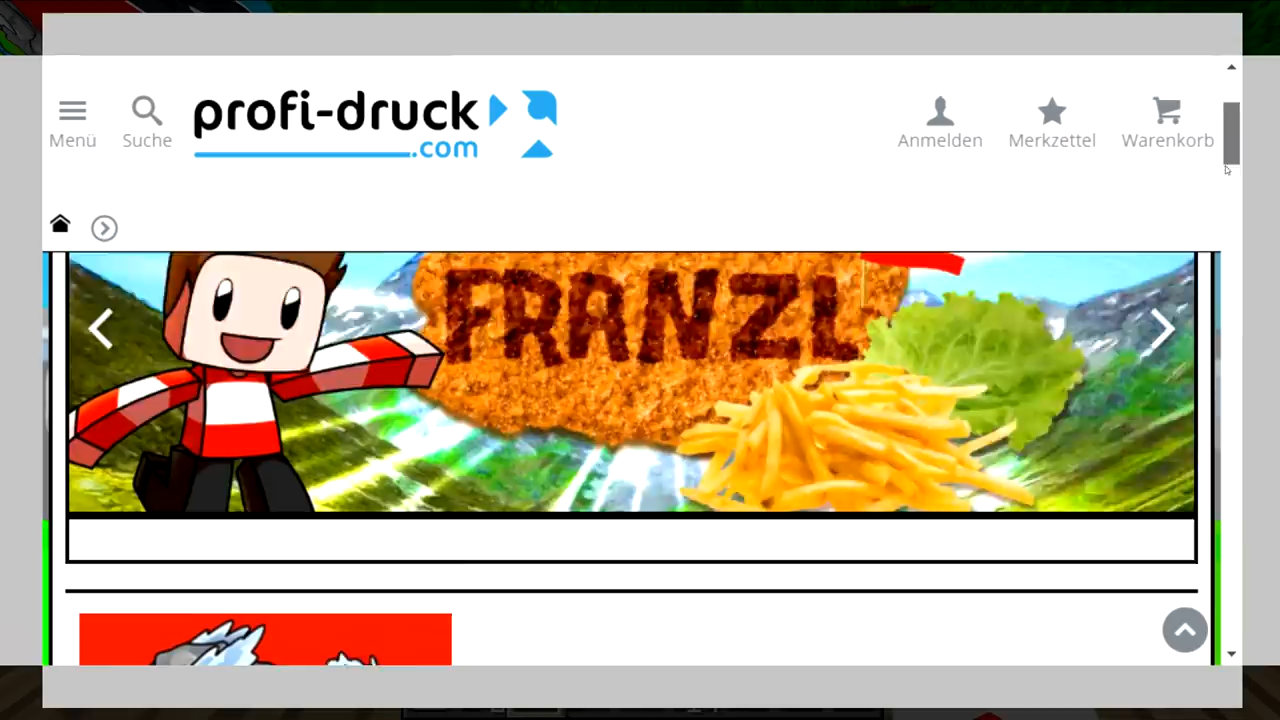 Menü
Suche
profi-druck
.com
Anmelden
Merkzettel
Warenkorb
FRANZL